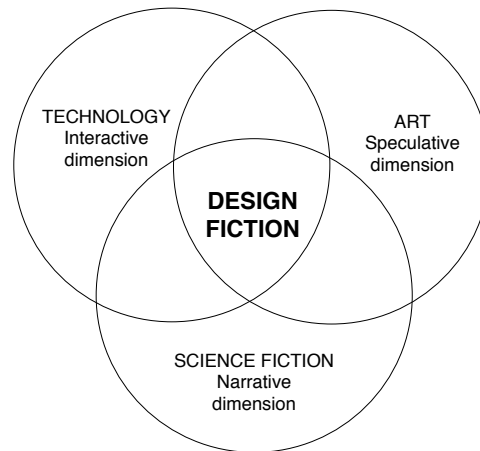 TECHNOLOGY
Interactive
dimension
ART
Speculative
dimension
DESIGN
FICTION
SCIENCE FICTION
Narrative
dimension